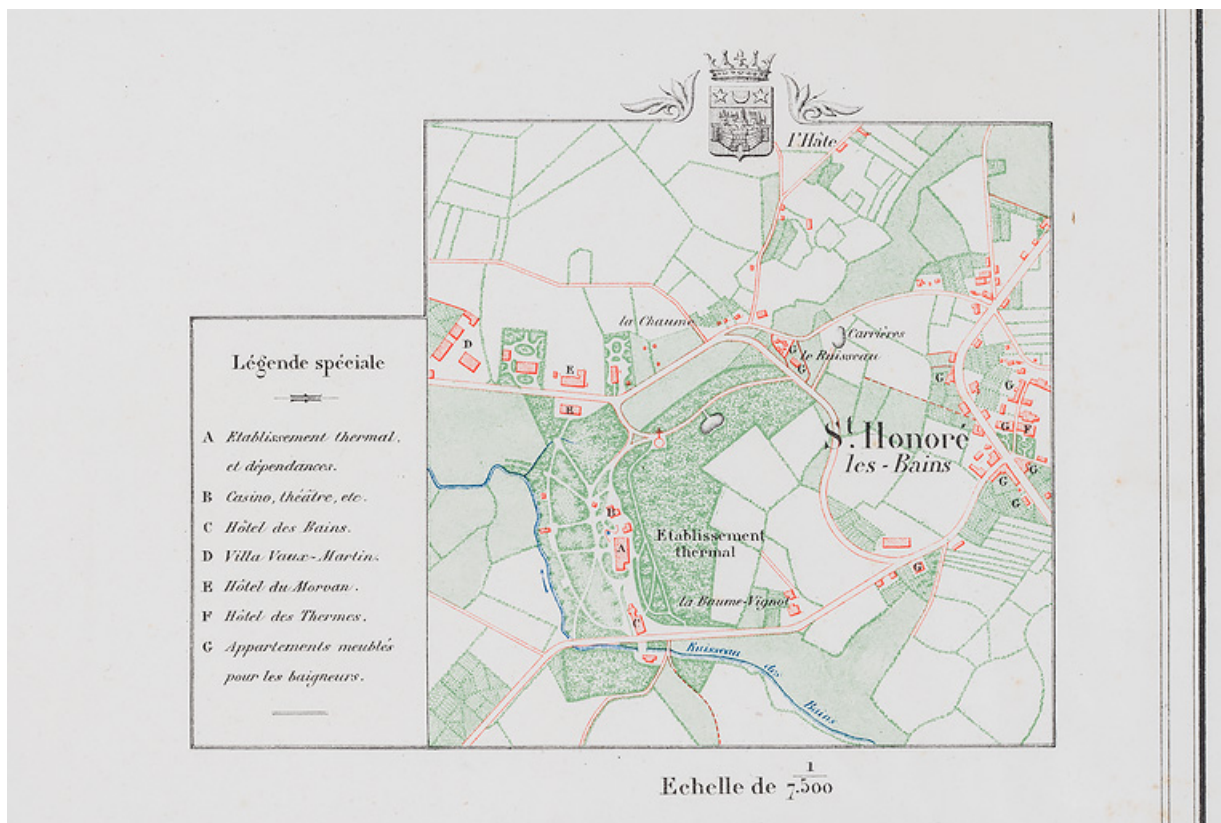 l'Hâte
la Chaume
Carrières
le Ruisseau
D
E
B
G
G
G
G
G
F
G
G
G
G
St. Honoré
les-Bains
B
A
Etablissement
thermal
la Baume-Vignot
C
Ruisseau
des
Bains
Légende spéciale
A Etablissement thermal.
et dépendances.
B Casino, théâtre, etc.
C Hôtel des Bains.
D Villa Vaux-Martin.
E Hôtel du Morvan.
F Hôtel des Thermes.
G Appartements meublés
pour les baigneurs.
Echelle de 1/7.500